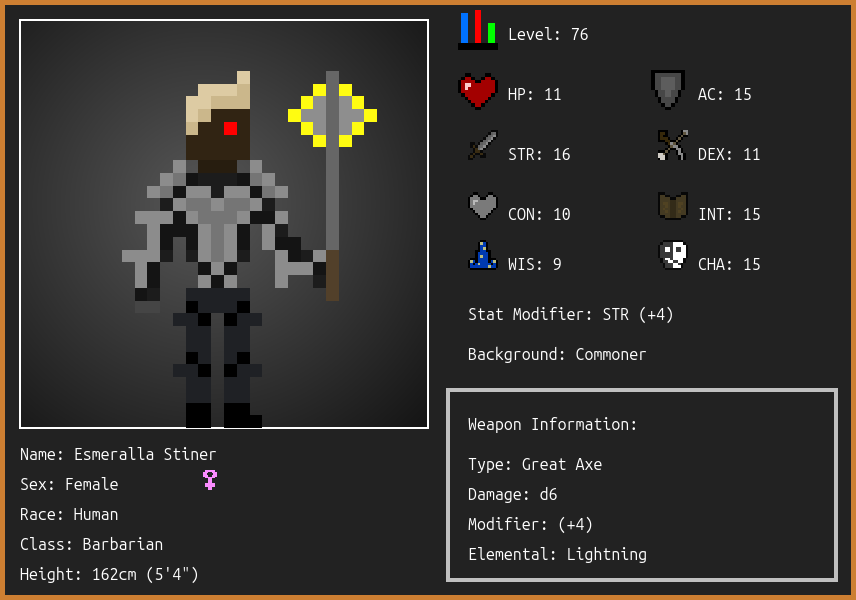 Level: 76
HP: 11
AC: 15
STR: 16
DEX: 11
CON: 10
INT: 15
WIS: 9
CHA: 15
Stat Modifier: STR (+4)
Background: Commoner
Weapon Information:
Type: Great Axe
Damage: d6
Modifier: (+4)
Elemental: Lightning
Name: Esmeralla Stiner
Sex: Female
Race: Human
Class: Barbarian
Height: 162cm (5'4")